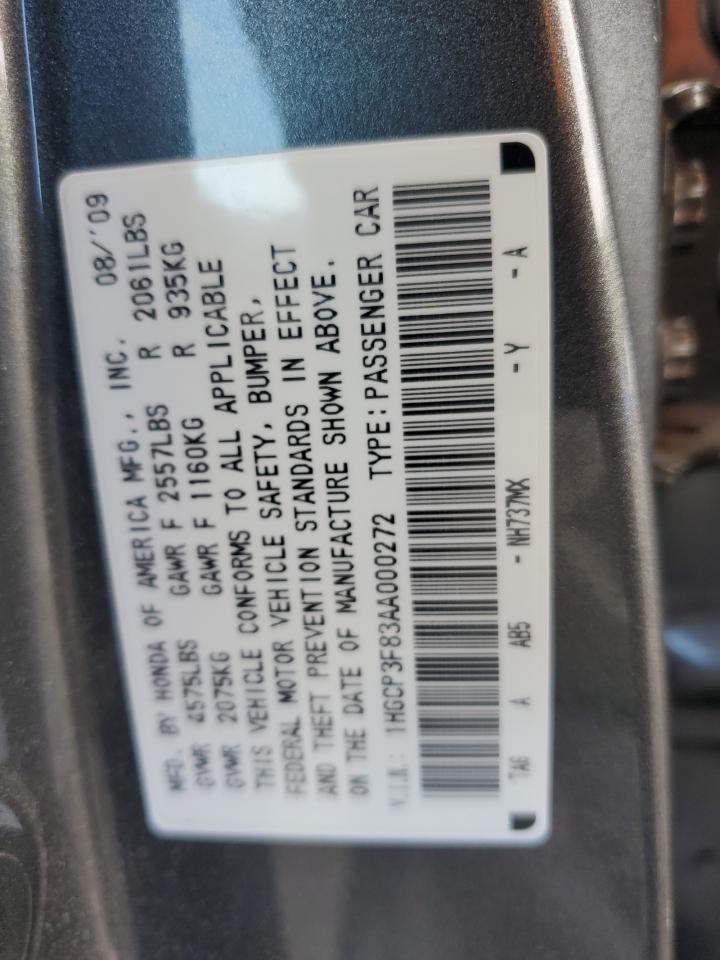 MFD. BY HONDA OF AMERICA MFG., INC. 08/'09
GVWR 4575LBS GAWR F 2557LBS R 2061LBS
GVWR 2075KG GAWR F 1160KG R 935KG
THIS VEHICLE CONFORMS TO ALL APPLICABLE
FEDERAL MOTOR VEHICLE SAFETY, BUMPER,
AND THEFT PREVENTION STANDARDS IN EFFECT
ON THE DATE OF MANUFACTURE SHOWN ABOVE.
V.I.N.: 1HGCP3F83AA000272 TYPE:PASSENGER CAR
TA6 A AB5 - NH737MX - Y - A